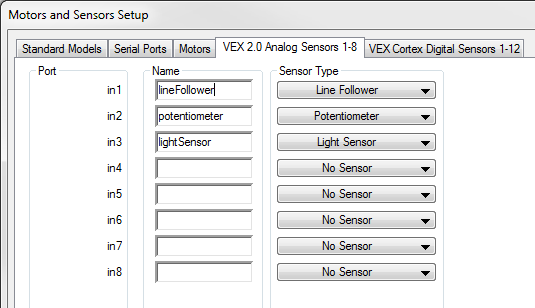 Motors and Sensors Setup
Standard Models Serial Ports Motors VEX 2.0 Analog Sensors 1-8 VEX Cortex Digital Sensors 1-12
Port Name Sensor Type
in1 lineFollower Line Follower
in2 potentiometer Potentiometer
in3 lightSensor Light Sensor
in4 No Sensor
in5 No Sensor
in6 No Sensor
in7 No Sensor
in8 No Sensor